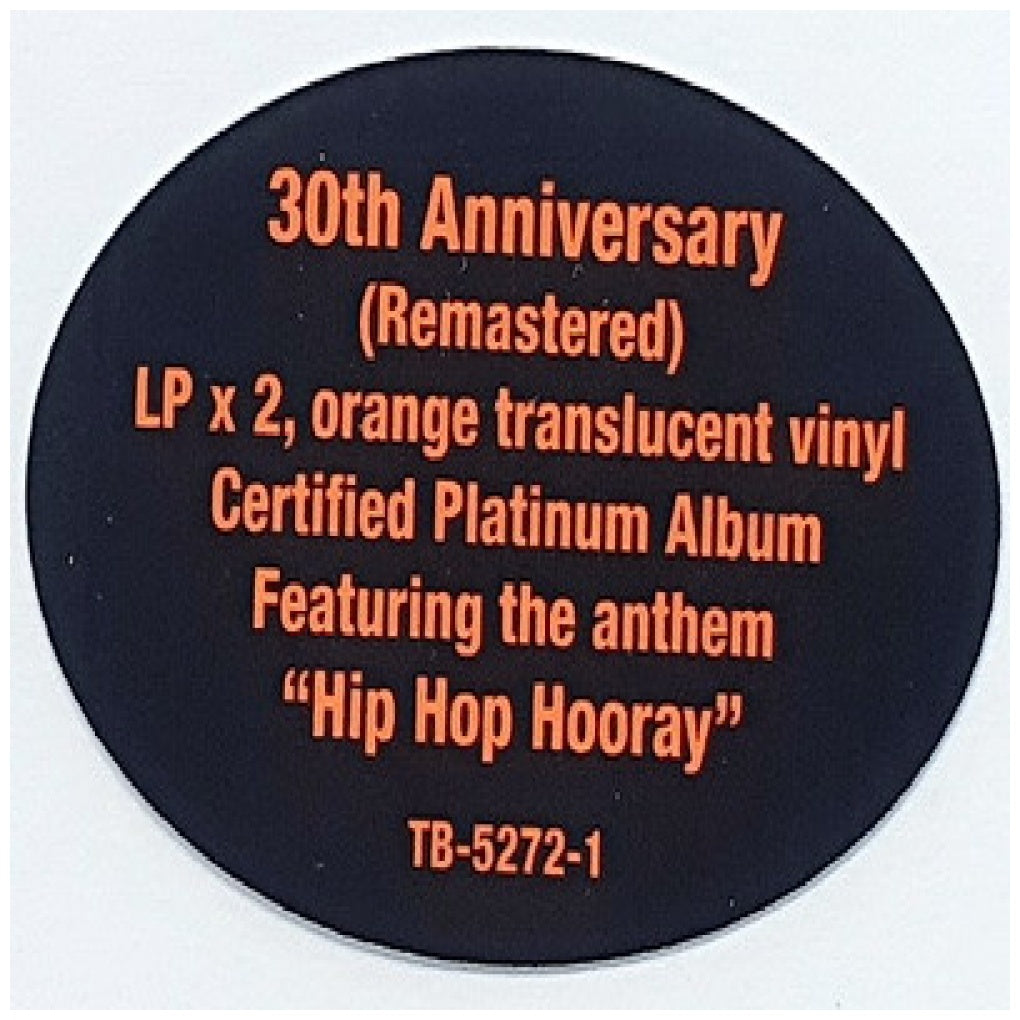 30th Anniversary
(Remastered)
LP x 2, orange translucent vinyl
Certified Platinum Album
Featuring the anthem
“Hip Hop Hooray”
TB-5272-1